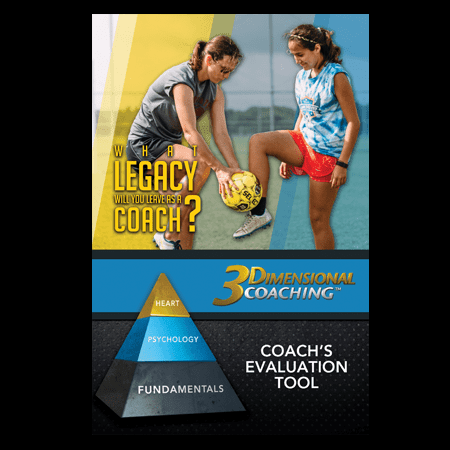 WHAT
LEGACY
WILL YOU LEAVE AS A
COACH?
3DIMENSIONAL
COACHING™
HEART
PSYCHOLOGY
FUNDAMENTALS
COACH'S
EVALUATION
TOOL